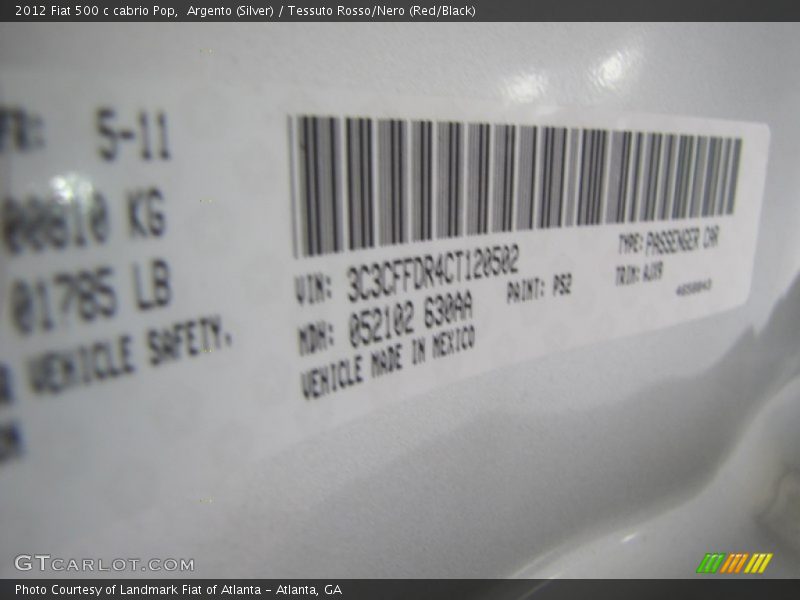 2012 Fiat 500 c cabrio Pop,  Argento (Silver) / Tessuto Rosso/Nero (Red/Black)
5-11
KG
01785 LB
VEHICLE SAFETY.
VIN: 3C3CFFDR4CT120502
TYPE: PASSENGER CAR
MDH: 052102 630AA
PAINT: PS2
TRIM:
VEHICLE MADE IN MEXICO
GTCARLOT.COM
Photo Courtesy of Landmark Fiat of Atlanta - Atlanta, GA